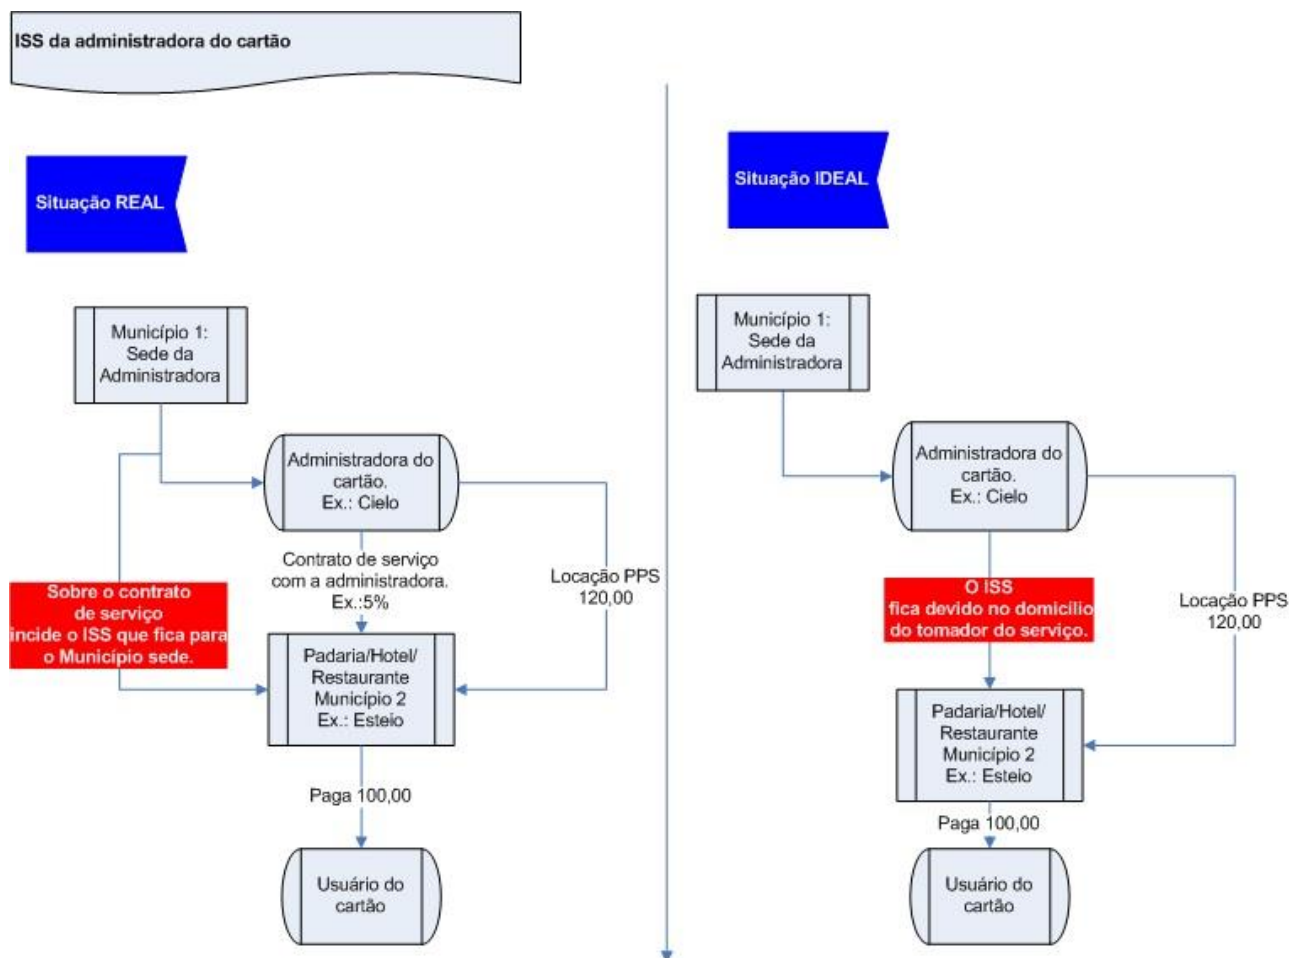 ISS da administradora do cartão
Situação REAL
Município 1:
Sede da
Administradora
Administradora do
cartão.
Ex.: Cielo
Contrato de serviço
com a administradora.
Ex.:5%
Locação PPS
120,00
Sobre o contrato
de serviço
incide o ISS que fica para
o Município sede.
Padaria/Hotel/
Restaurante
Município 2
Ex.: Esteio
Paga 100,00
Usuário do
cartão
Situação IDEAL
Município 1:
Sede da
Administradora
Administradora do
cartão.
Ex.: Cielo
O ISS
fica devido no domicílio
do tomador do serviço.
Locação PPS
120,00
Padaria/Hotel/
Restaurante
Município 2
Ex.: Esteio
Paga 100,00
Usuário do
cartão